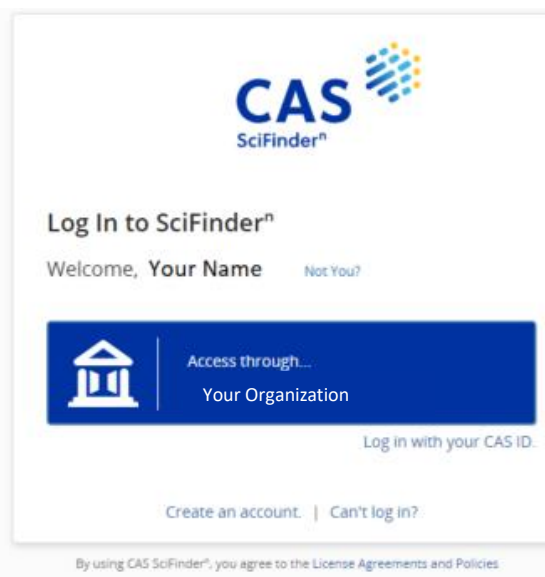 CAS
SciFinderⁿ
Log In to SciFinderⁿ
Welcome, Your Name Not You?
Access through...
Your Organization
Log in with your CAS ID.
Create an account. | Can't log in?
By using CAS SciFinderⁿ, you agree to the License Agreements and Policies